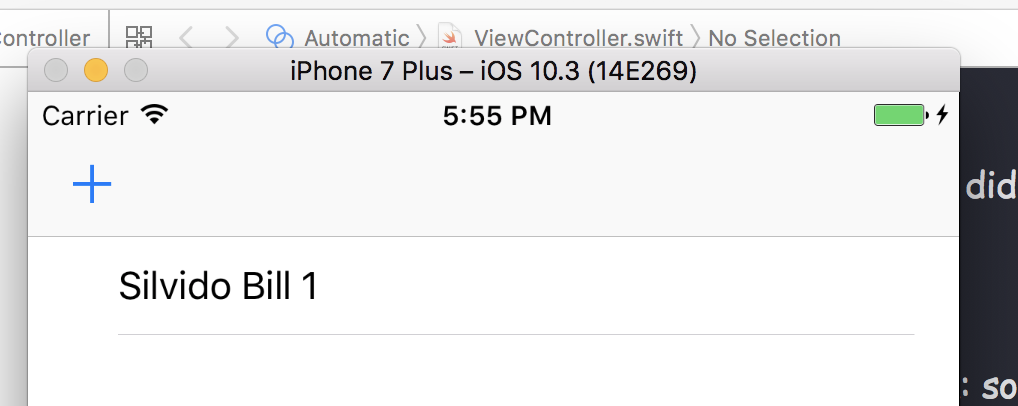 ontroller
Automatic
ViewController.swift
No Selection
iPhone 7 Plus – iOS 10.3 (14E269)
Carrier
5:55 PM
did
Silvido Bill 1
: so